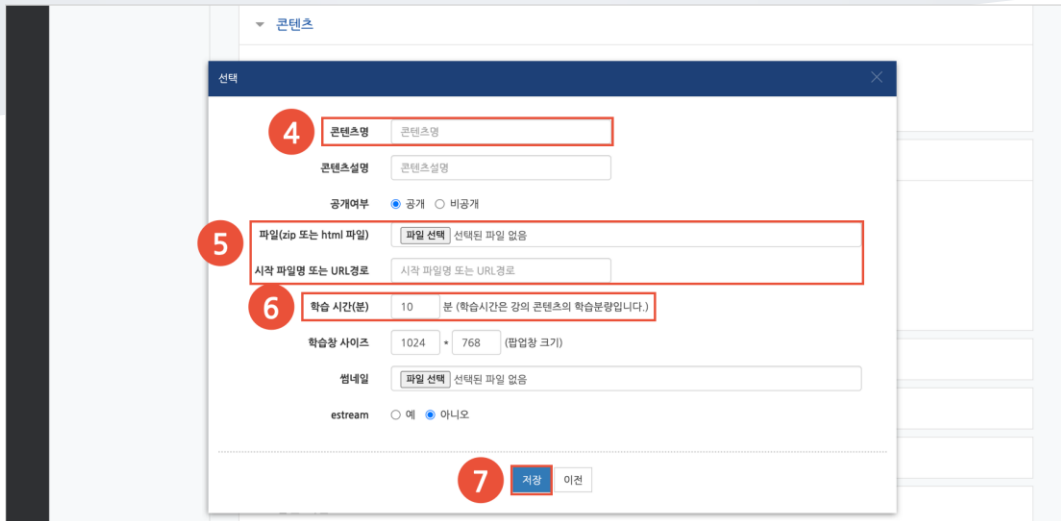 콘텐츠
선택
4 콘텐츠명 콘텐츠명
콘텐츠설명 콘텐츠설명
공개여부 공개 비공개
5 파일(zip 또는 html 파일) 파일 선택 선택된 파일 없음
시작 파일명 또는 URL경로 시작 파일명 또는 URL경로
6 학습 시간(분) 10 분 (학습시간은 강의 콘텐츠의 학습분량입니다.)
학습창 사이즈 1024 * 768 (팝업창 크기)
썸네일 파일 선택 선택된 파일 없음
estream 예 아니오
7 저장 이전